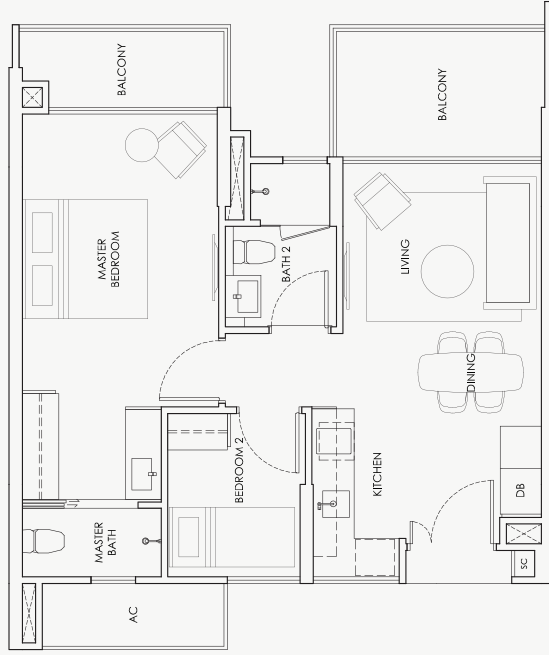 BALCONY
BALCONY
MASTER
BEDROOM
BATH 2
LIVING
DINING
BEDROOM 2
KITCHEN
DB
MASTER
BATH
SC
AC